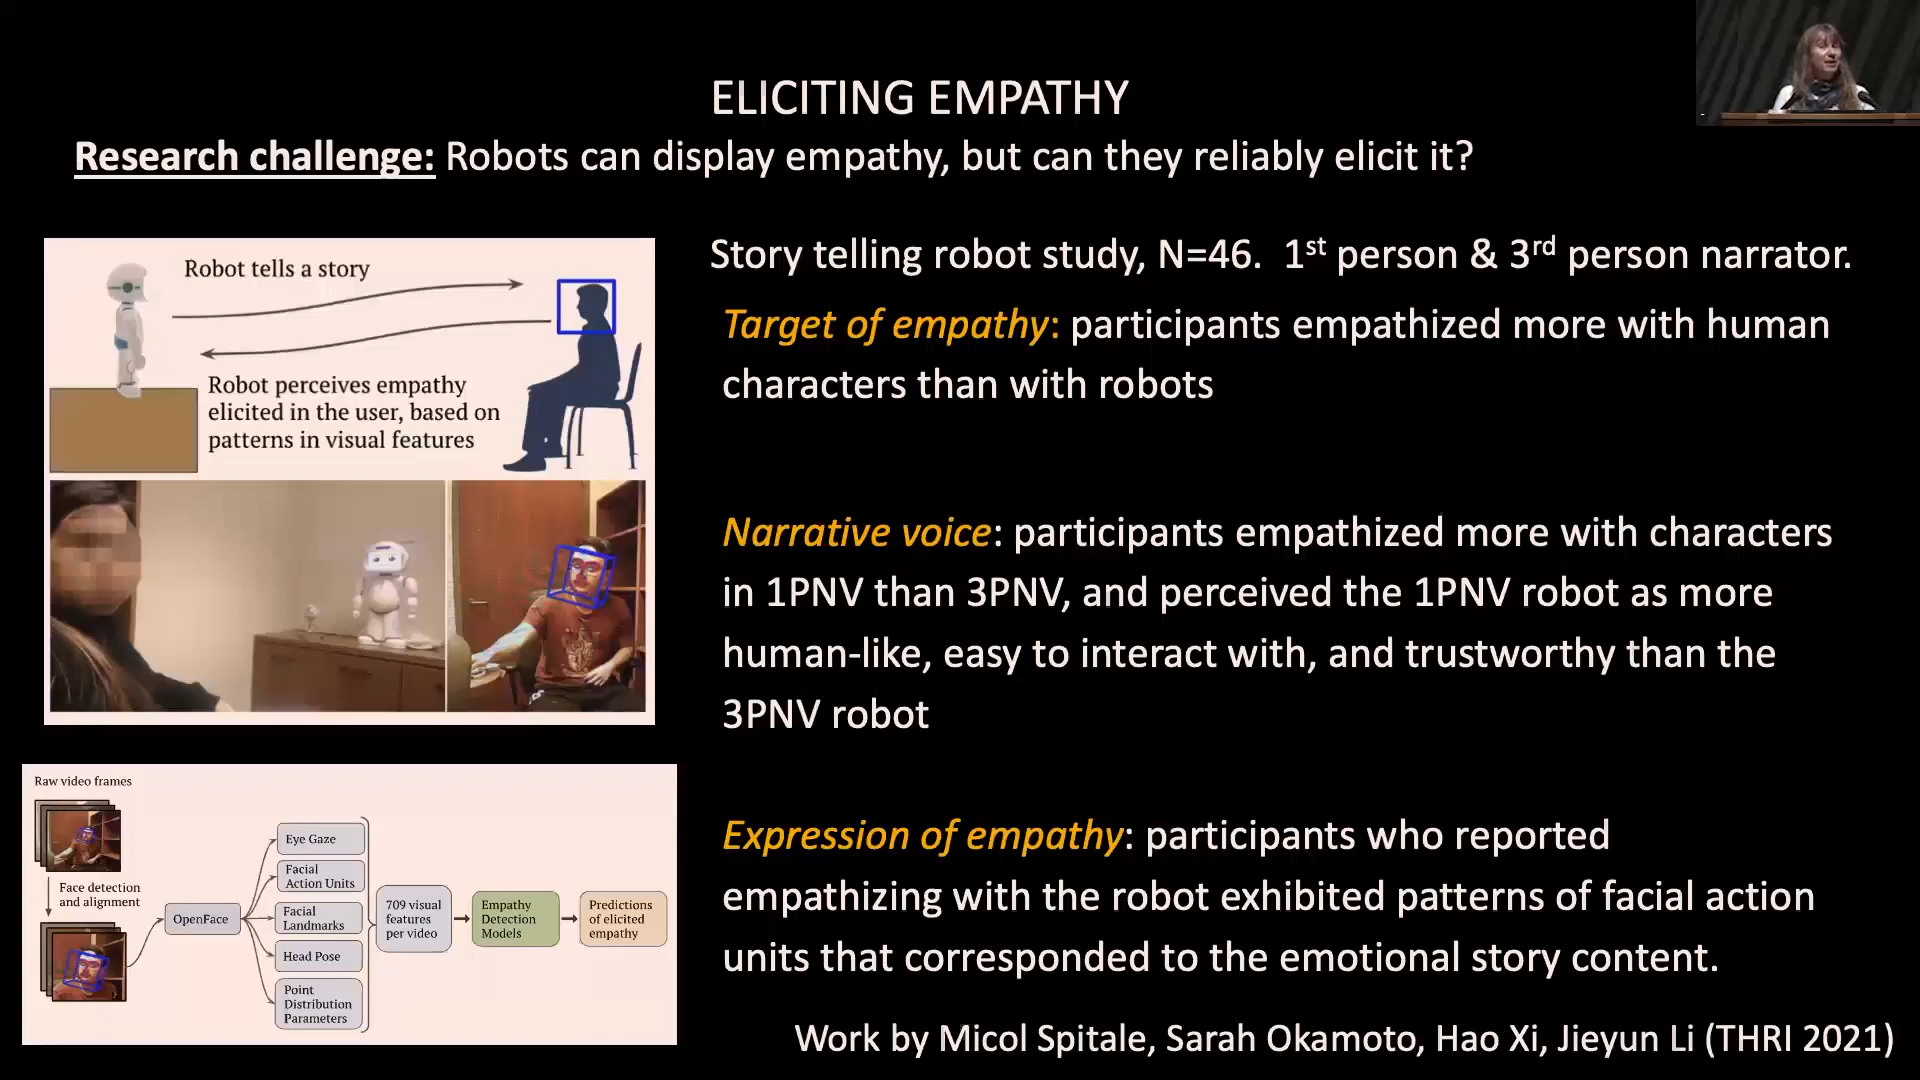 ELICITING EMPATHY
Research challenge: Robots can display empathy, but can they reliably elicit it?
Robot tells a story
Robot perceives empathy
elicited in the user, based on
patterns in visual features
Story telling robot study, N=46. 1st person & 3rd person narrator.
Target of empathy: participants empathized more with human
characters than with robots
Narrative voice: participants empathized more with characters
in 1PNV than 3PNV, and perceived the 1PNV robot as more
human-like, easy to interact with, and trustworthy than the
3PNV robot
Expression of empathy: participants who reported
empathizing with the robot exhibited patterns of facial action
units that corresponded to the emotional story content.
Raw video frames
Face detection
and alignment
OpenFace
Eye Gaze
Facial
Action Units
Facial
Landmarks
Head Pose
Point
Distribution
Parameters
709 visual
features
per video
Empathy
Detection
Models
Predictions
of elicited
empathy
Work by Micol Spitale, Sarah Okamoto, Hao Xi, Jieyun Li (THRI 2021)